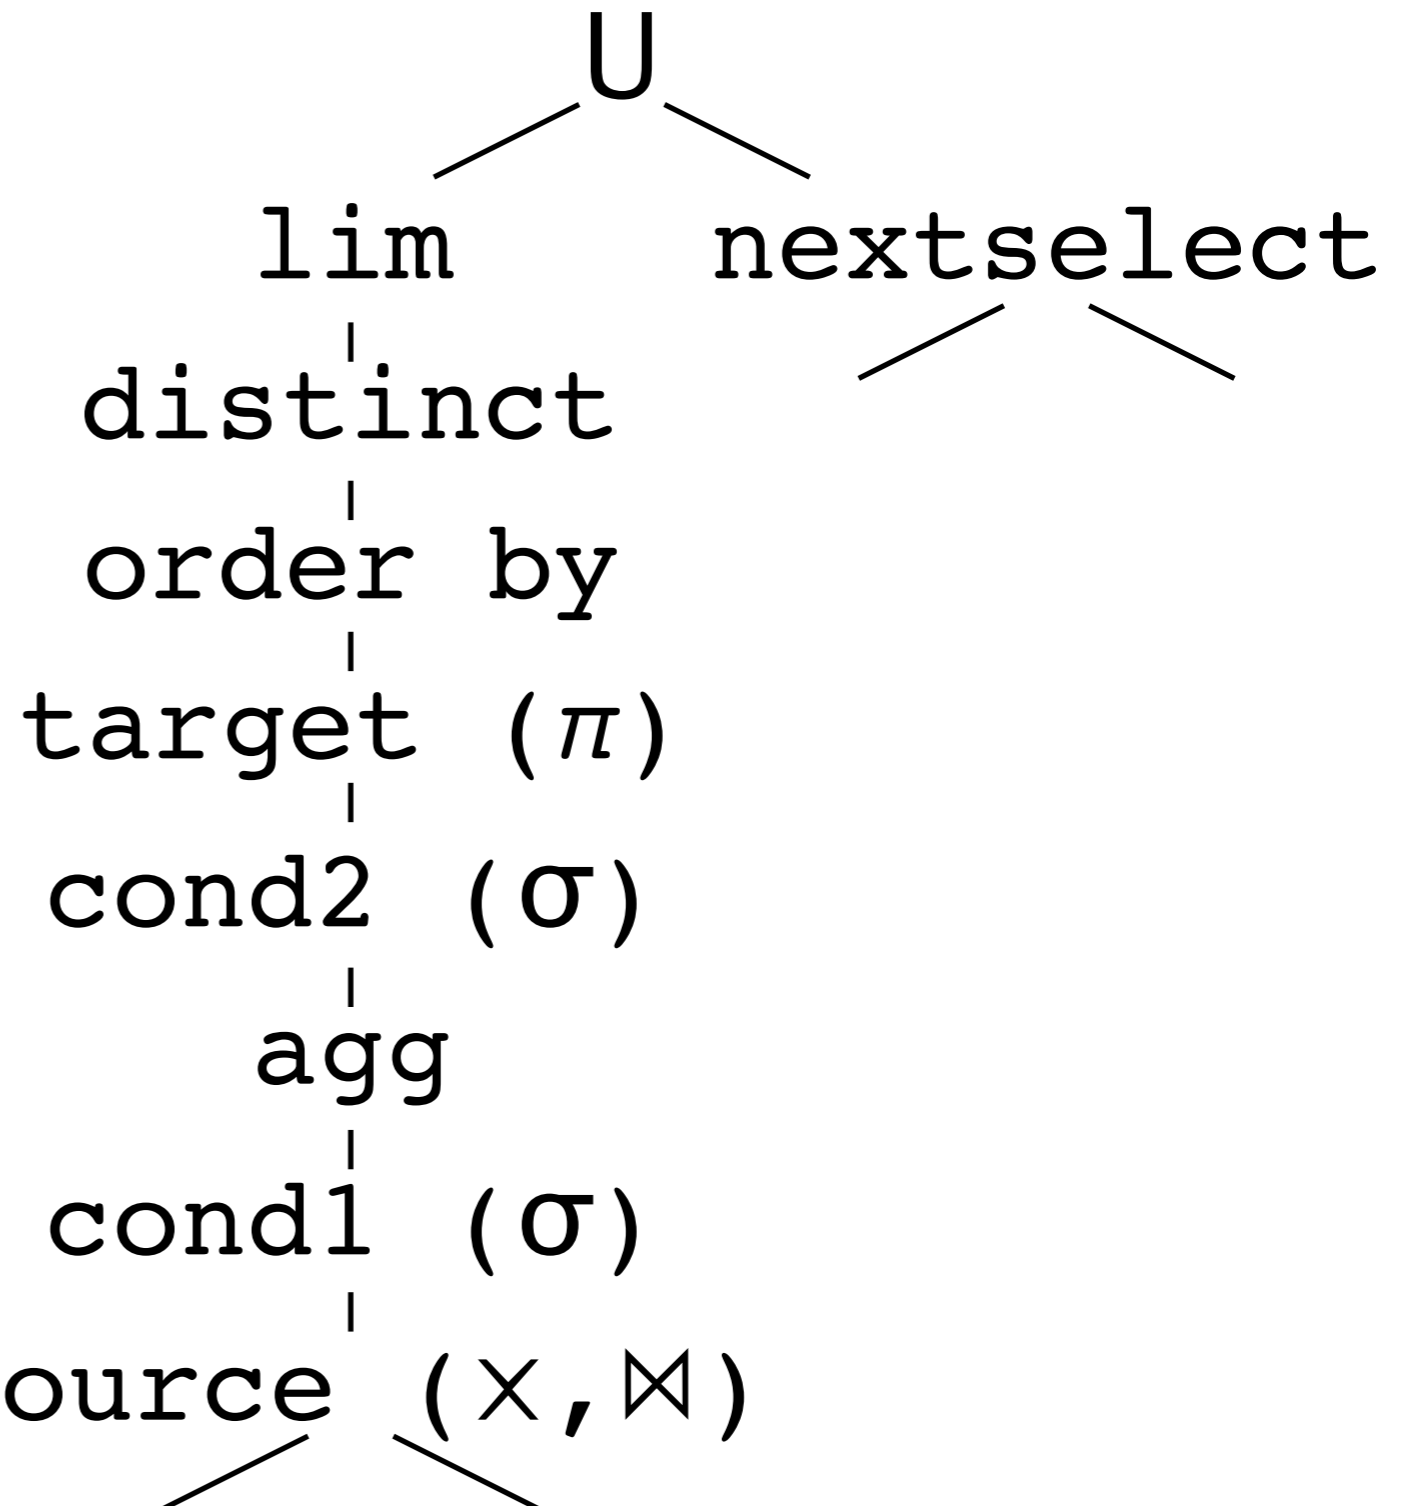 U
lim nextselect
distinct
order by
target (π)
cond2 (σ)
agg
cond1 (σ)
ource (×,⋈)